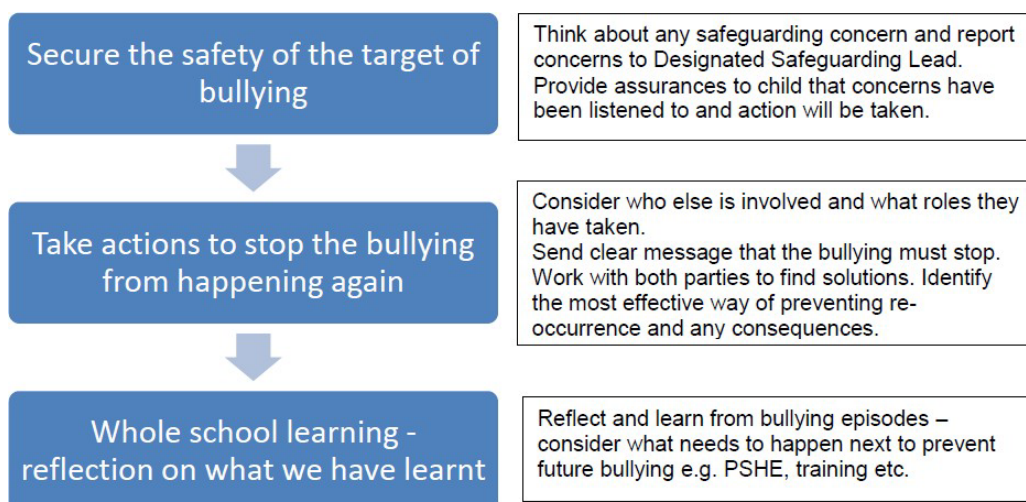 Secure the safety of the target of
bullying
Think about any safeguarding concern and report
concerns to Designated Safeguarding Lead.
Provide assurances to child that concerns have
been listened to and action will be taken.
Take actions to stop the bullying
from happening again
Consider who else is involved and what roles they
have taken.
Send clear message that the bullying must stop.
Work with both parties to find solutions. Identify
the most effective way of preventing re-
occurrence and any consequences.
Whole school learning -
reflection on what we have learnt
Reflect and learn from bullying episodes –
consider what needs to happen next to prevent
future bullying e.g. PSHE, training etc.